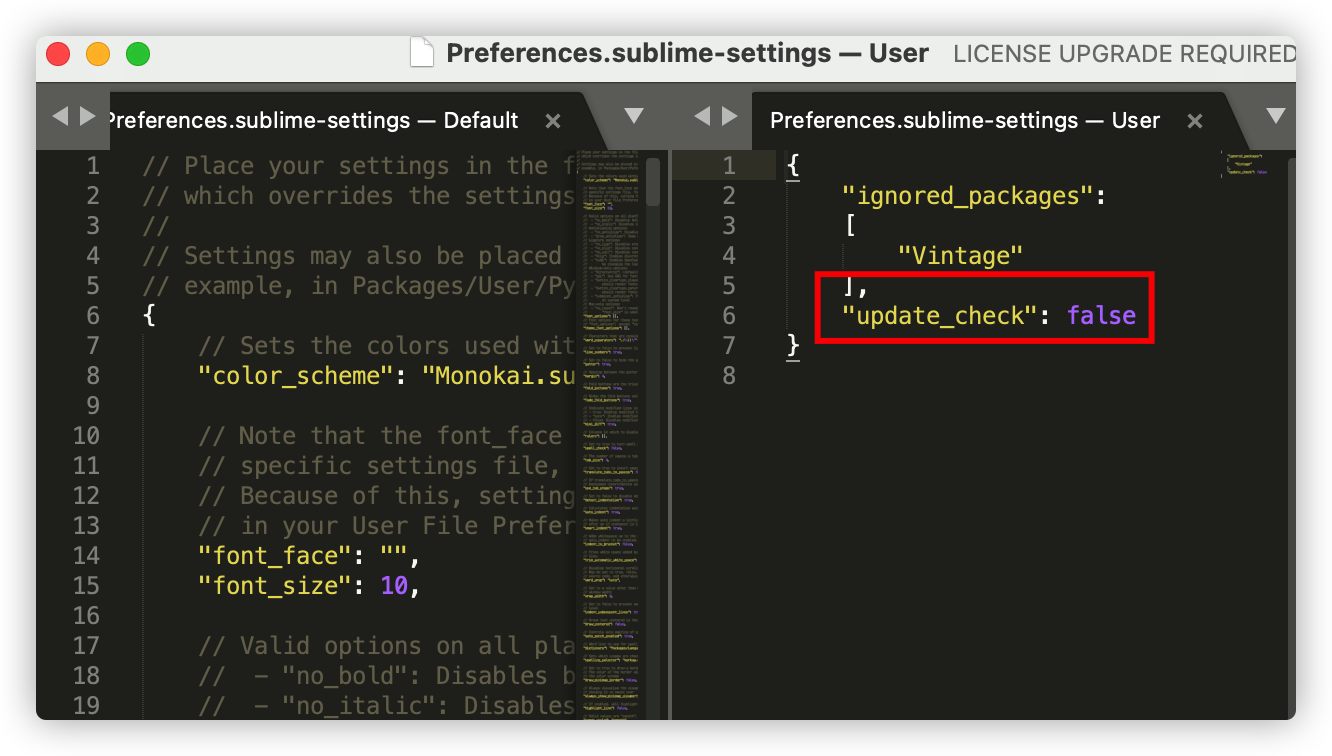 Preferences.sublime-settings — User LICENSE UPGRADE REQUIRED
Preferences.sublime-settings — Default
1 // Place your settings in the f
2 // which overrides the settings
3 //
4 // Settings may also be placed
5 // example, in Packages/User/Py
6 {
7 // Sets the colors used wit
8 "color_scheme": "Monokai.su
9
10 // Note that the font_face
11 // specific settings file,
12 // Because of this, setting
13 // in your User File Prefer
14 "font_face": "",
15 "font_size": 10,
16
17 // Valid options on all pla
18 //  - "no_bold": Disables b
19 //  - "no_italic": Disables
Preferences.sublime-settings — User
1 {
2 "ignored_packages":
3 [
4 "Vintage"
5 ],
6 "update_check": false
7 }
8